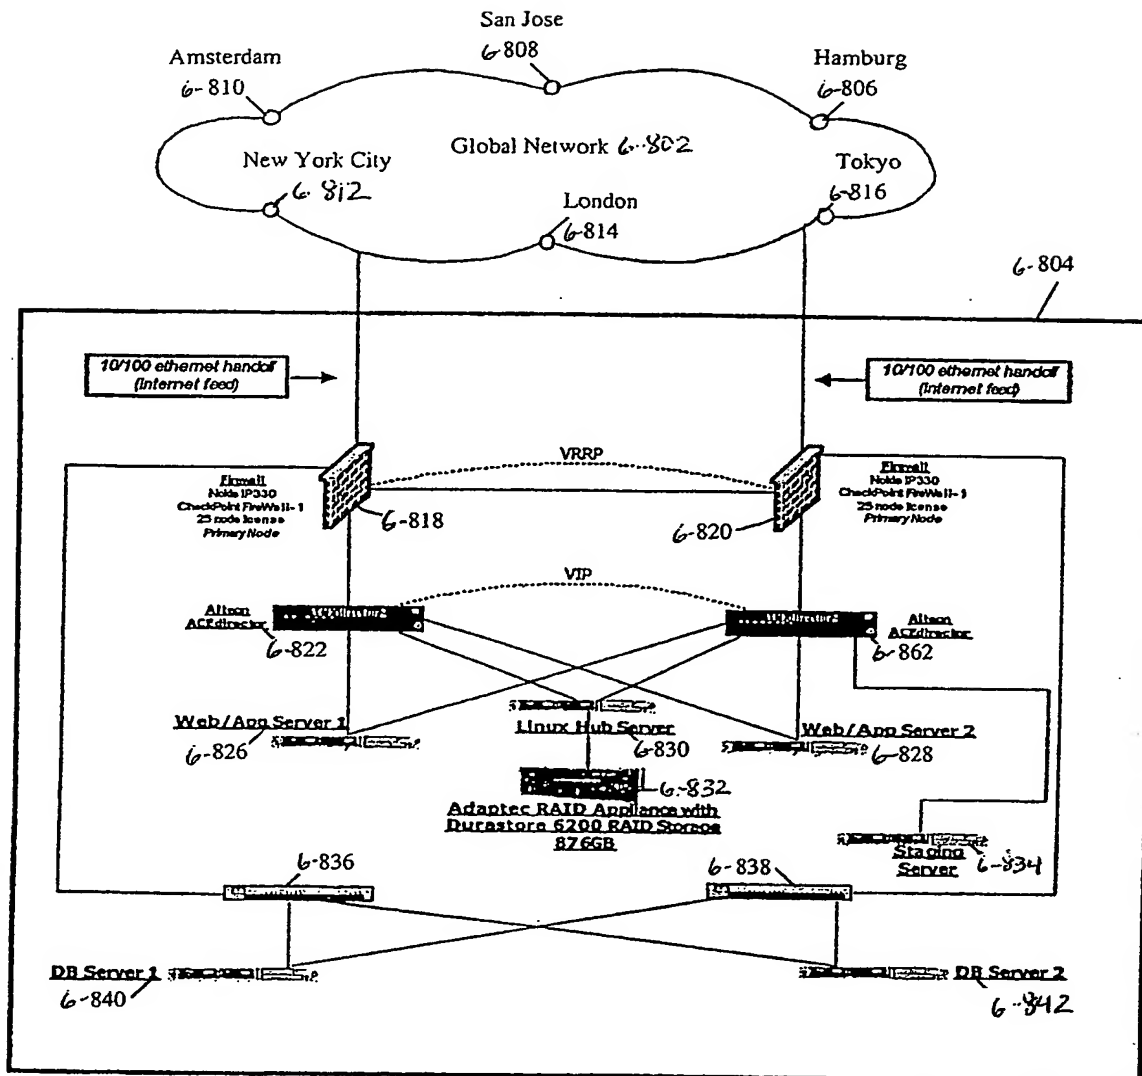 San Jose
6-808
Amsterdam
6-810
Hamburg
6-806
Global Network 6-802
New York City
6-812
Tokyo
6-816
London
6-814
6-804
10/100 ethernet handoff
(Internet feed)
10/100 ethernet handoff
(Internet feed)
VRRP
Firewall
Nokia IP330
CheckPoint FireWall-1
25 node license
Primary Node
6-818
Firewall
Nokia IP330
CheckPoint FireWall-1
25 node license
Primary Node
6-820
VIP
Alteon
ACEdirector
6-822
ACEdirector2
ACEdirector2
Alteon
ACEdirector
6-862
Web/App Server 1
6-826
Linux Hub Server
6-830
Web/App Server 2
6-828
6-832
Adaptec RAID Appliance with
Durastore 6200 RAID Storage
876GB
Staging
Server
6-834
6-836
6-838
DB Server 1
6-840
DB Server 2
6-842